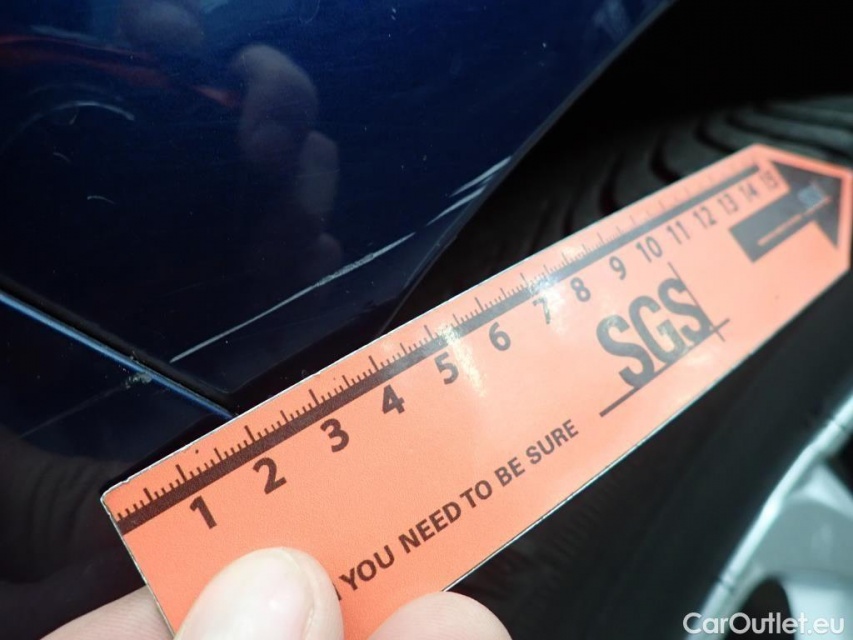 1 2 3 4 5 6 7 8 9 10 11 12 13 14 15
SGS
YOU NEED TO BE SURE
CarOutlet.eu